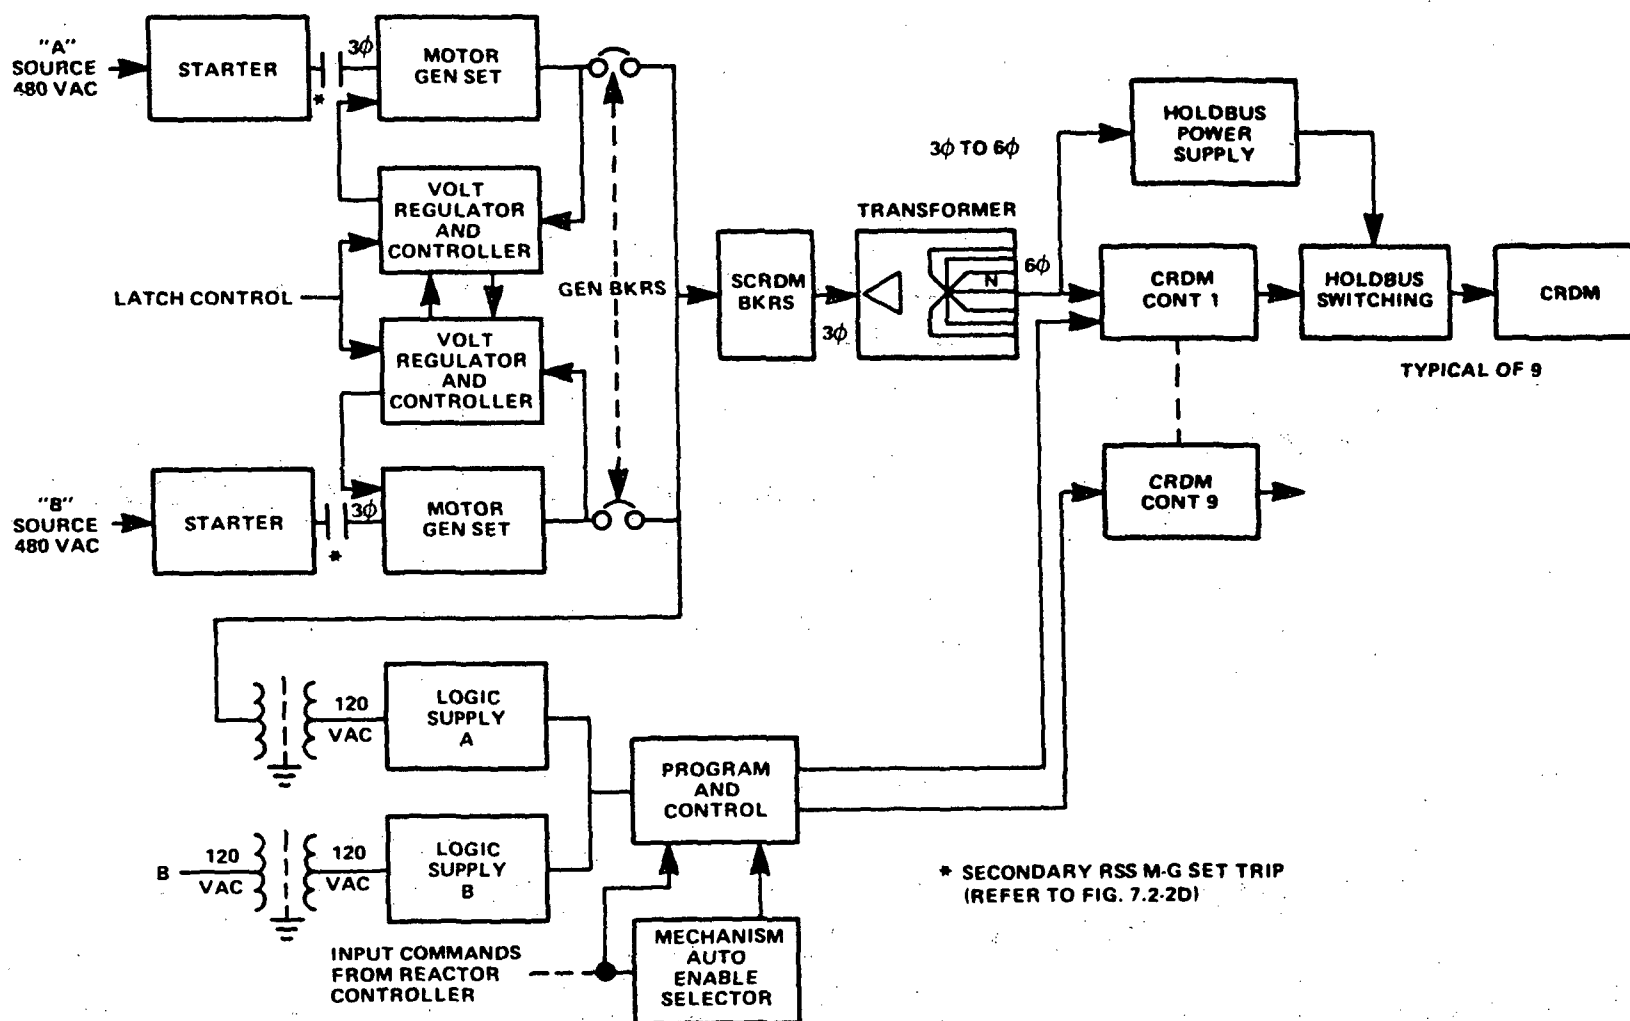 "A"
SOURCE
480 VAC
STARTER
*
3ϕ
MOTOR
GEN SET
VOLT
REGULATOR
AND
CONTROLLER
LATCH CONTROL
VOLT
REGULATOR
AND
CONTROLLER
GEN BKRS
"B"
SOURCE
480 VAC
STARTER
*
3ϕ
MOTOR
GEN SET
SCRDM
BKRS
3ϕ
3ϕ TO 6ϕ
TRANSFORMER
N
6ϕ
HOLDBUS
POWER
SUPPLY
CRDM
CONT 1
HOLDBUS
SWITCHING
CRDM
TYPICAL OF 9
CRDM
CONT 9
120
VAC
LOGIC
SUPPLY
A
B
120
VAC
120
VAC
LOGIC
SUPPLY
B
PROGRAM
AND
CONTROL
INPUT COMMANDS
FROM REACTOR
CONTROLLER
MECHANISM
AUTO
ENABLE
SELECTOR
* SECONDARY RSS M-G SET TRIP
(REFER TO FIG. 7.2-2D)